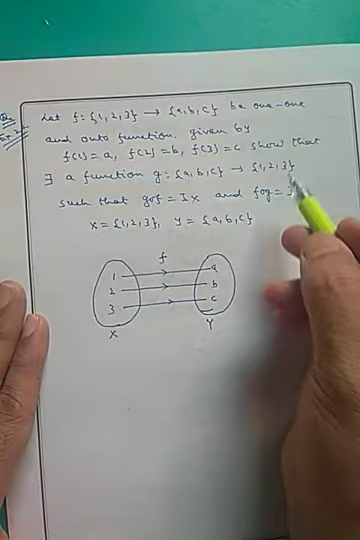 Let f: {1,2,3} → {a,b,c} be one-one
and onto function. given by
f(1) = a, f(2) = b, f(3) = c show that
∃ a function g: {a,b,c} → {1,2,3}
such that gof = Ix and fog =
x = {1,2,3}, Y = {a,b,c}
f
1 a
2 b
3 c
X Y